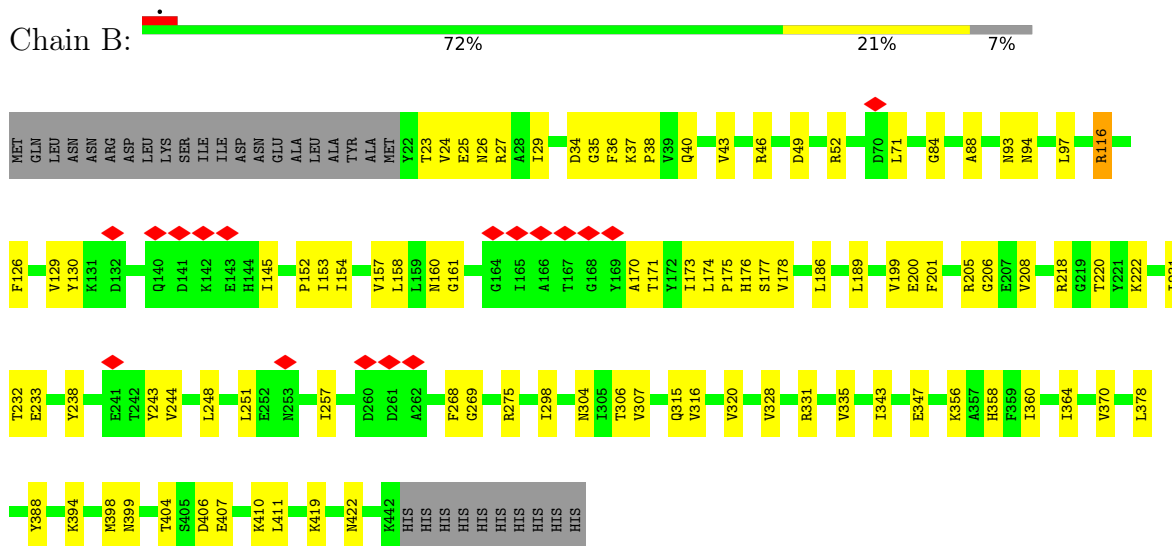 Chain B:
72% 21% 7%
MET GLN LEU ASN ASN ARG ASP LEU LYS SER ILE ILE ASP ASN GLU ALA LEU ALA TYR ALA MET Y22 T23 V24 E25 N26 R27 A28 I29 D34 G35 F36 K37 P38 V39 Q40 V43 R46 D49 R52 D70 L71 G84 A88 N93 N94 L97 R116
F126 V129 Y130 K131 D132 Q140 D141 K142 E143 H144 I145 P152 I153 I154 V157 L158 L159 N160 G161 G164 I165 A166 T167 G168 Y169 A170 T171 Y172 I173 L174 P175 H176 S177 V178 L186 L189 V199 E200 F201 R205 G206 E207 V208 R218 G219 T220 Y221 K222
T232 E233 Y238 E241 T242 Y243 V244 L248 L251 E252 N253 I257 D260 D261 A262 F268 G269 R275 I298 N304 I305 T306 V307 Q315 V316 V320 V328 R331 V335 I343 E347 K356 A357 H358 F359 I360 I364 V370 L378
Y388 K394 M398 N399 T404 S405 D406 E407 K410 L411 K419 N422 K442 HIS HIS HIS HIS HIS HIS HIS HIS HIS HIS